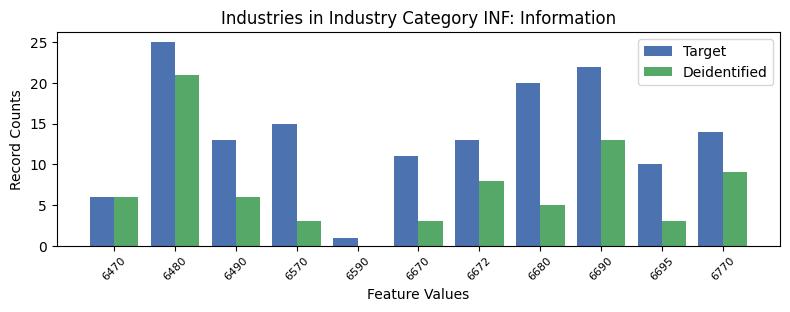 Industries in Industry Category INF: Information
Record Counts
25
20
15
10
5
0
Target
Deidentified
6470 6480 6490 6570 6590 6670 6672 6680 6690 6695 6770
Feature Values